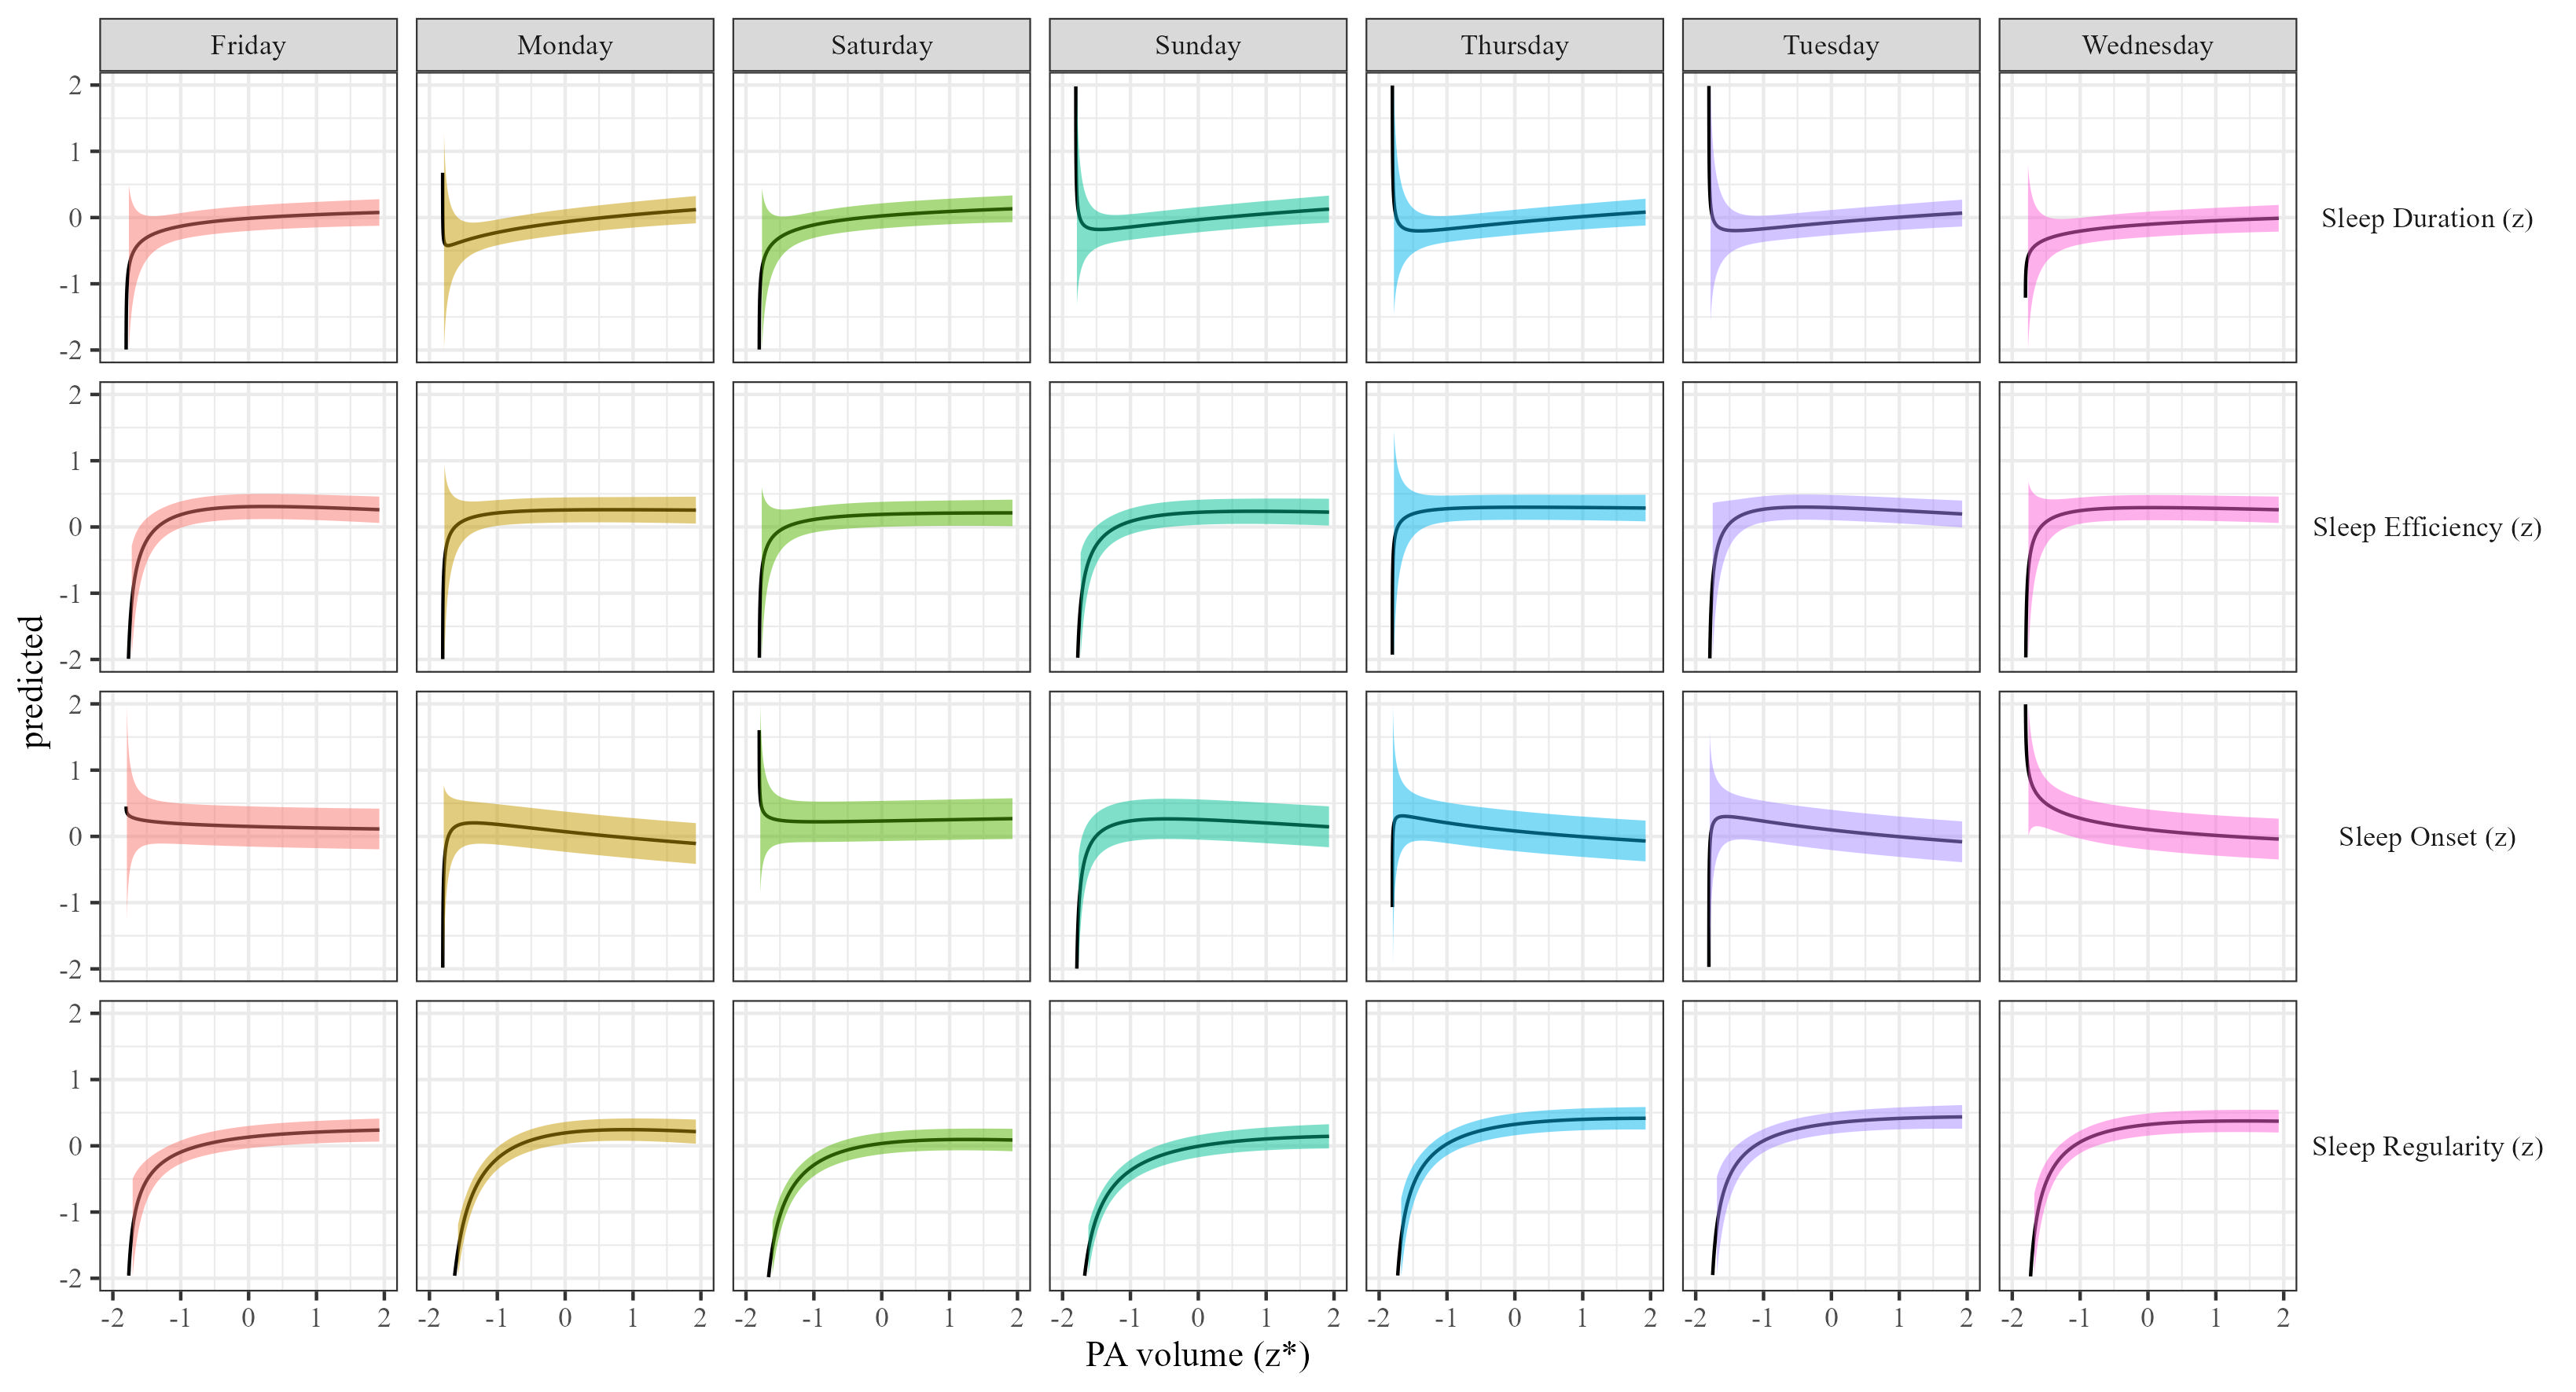 Friday Monday Saturday Sunday Thursday Tuesday Wednesday
2
1
0
-1
-2
Sleep Duration (z)
2
1
0
-1
-2
Sleep Efficiency (z)
predicted
2
1
0
-1
-2
Sleep Onset (z)
2
1
0
-1
-2
Sleep Regularity (z)
-2 -1 0 1 2 -2 -1 0 1 2 -2 -1 0 1 2 -2 -1 0 1 2 -2 -1 0 1 2 -2 -1 0 1 2 -2 -1 0 1 2
PA volume (z*)